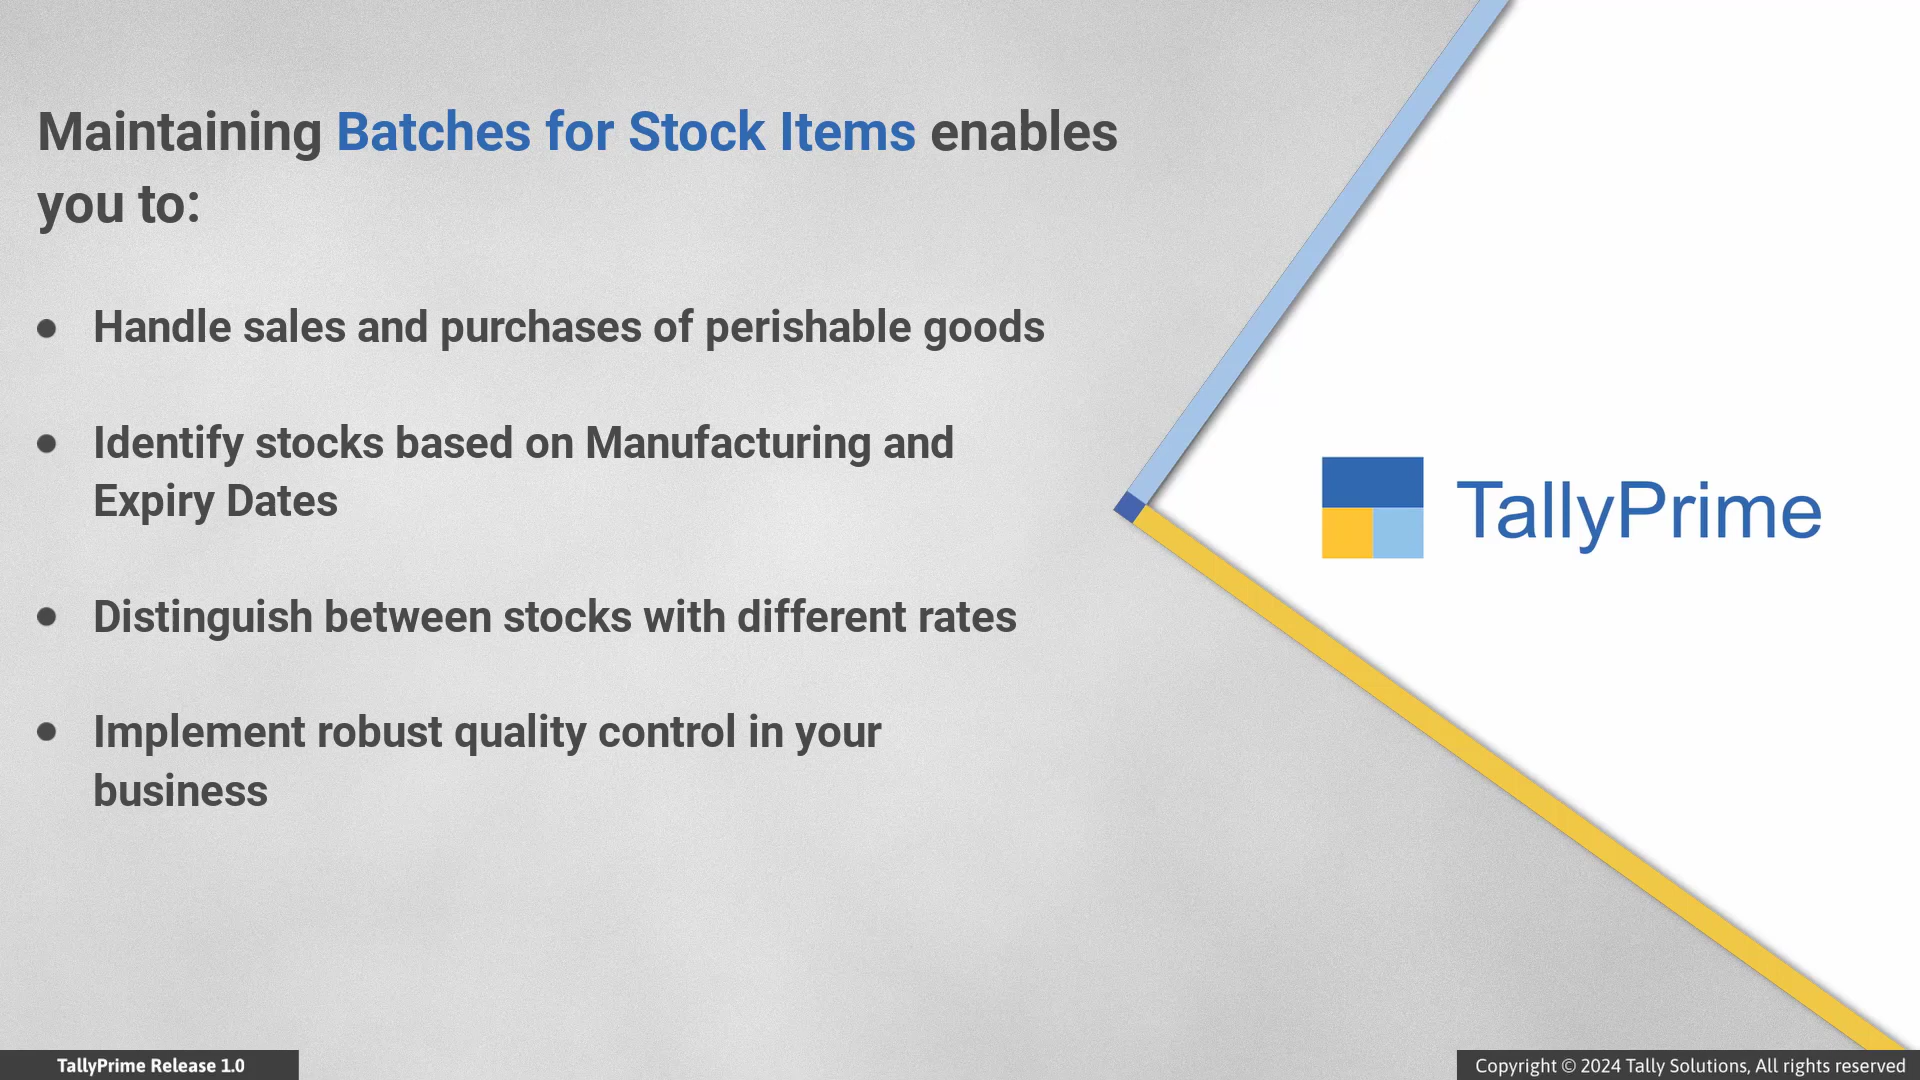 Maintaining Batches for Stock Items enables
you to:
• Handle sales and purchases of perishable goods
• Identify stocks based on Manufacturing and
Expiry Dates
• Distinguish between stocks with different rates
• Implement robust quality control in your
business
TallyPrime
TallyPrime Release 1.0
Copyright © 2024 Tally Solutions, All rights reserved